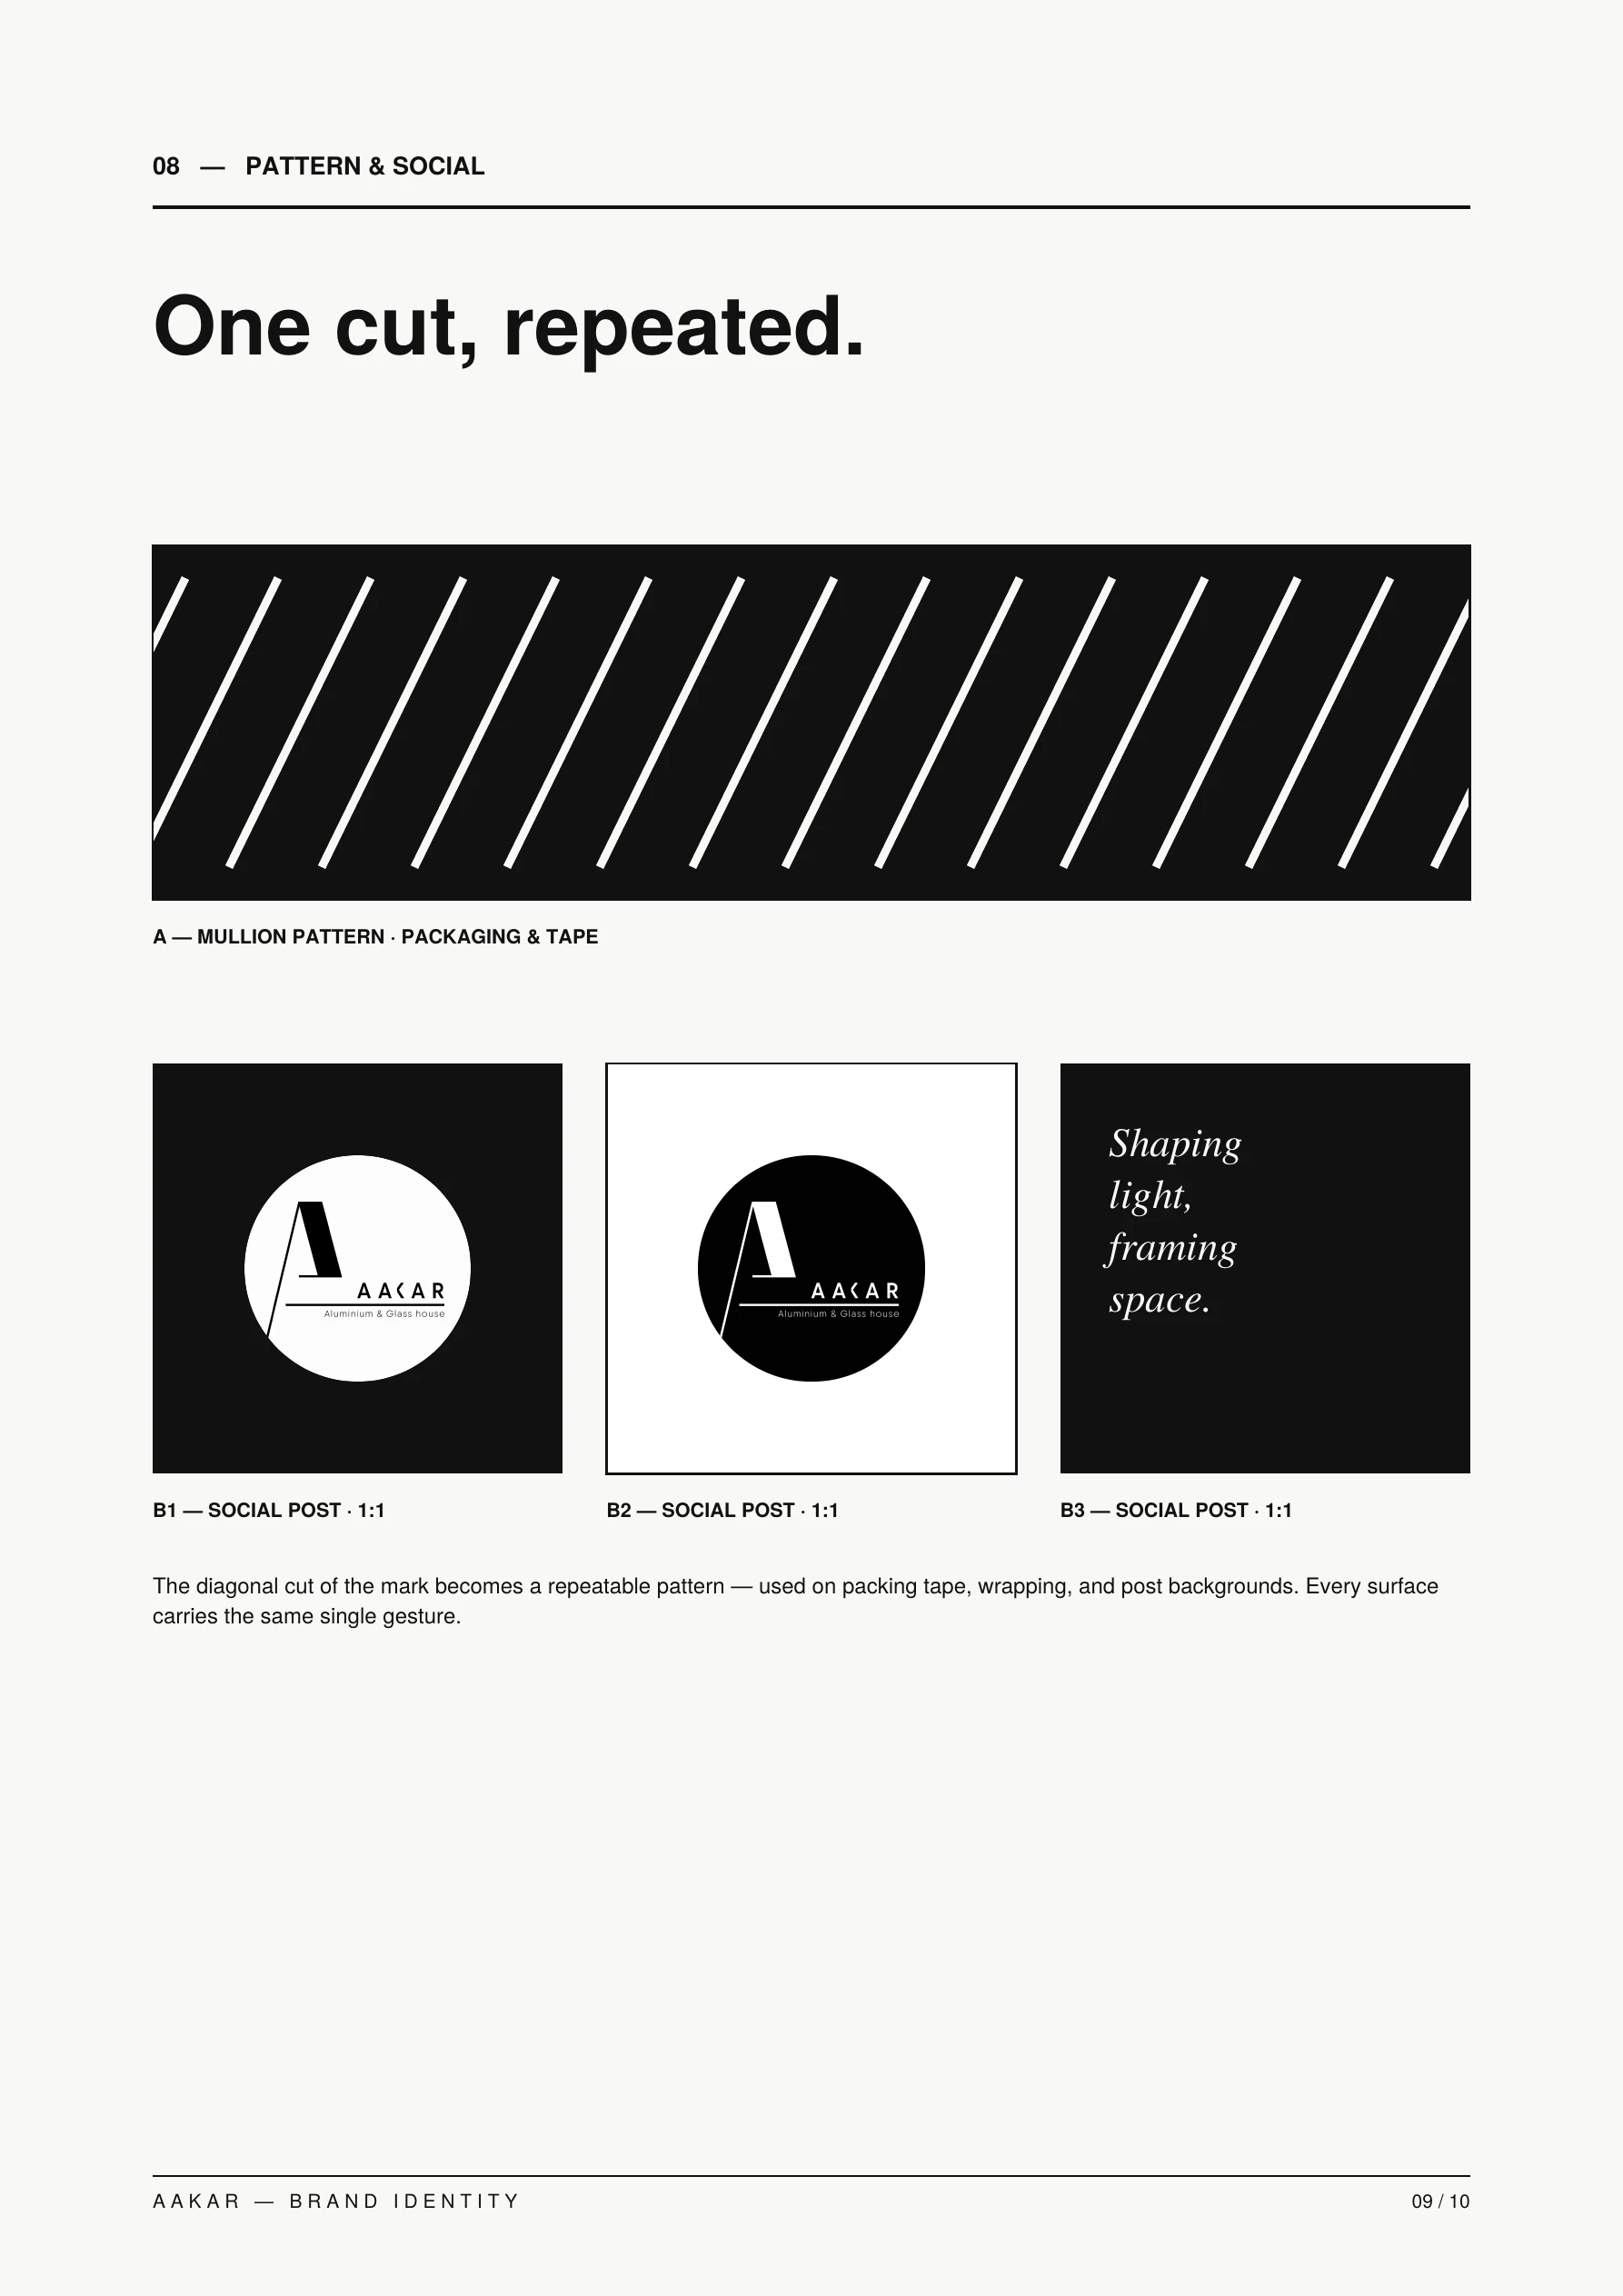 08 — PATTERN & SOCIAL
One cut, repeated.
A — MULLION PATTERN · PACKAGING & TAPE
A
AAKAR
Aluminium & Glass house
A
AAKAR
Aluminium & Glass house
Shaping
light,
framing
space.
B1 — SOCIAL POST · 1:1
B2 — SOCIAL POST · 1:1
B3 — SOCIAL POST · 1:1
The diagonal cut of the mark becomes a repeatable pattern — used on packing tape, wrapping, and post backgrounds. Every surface
carries the same single gesture.
AAKAR — BRAND IDENTITY
09 / 10